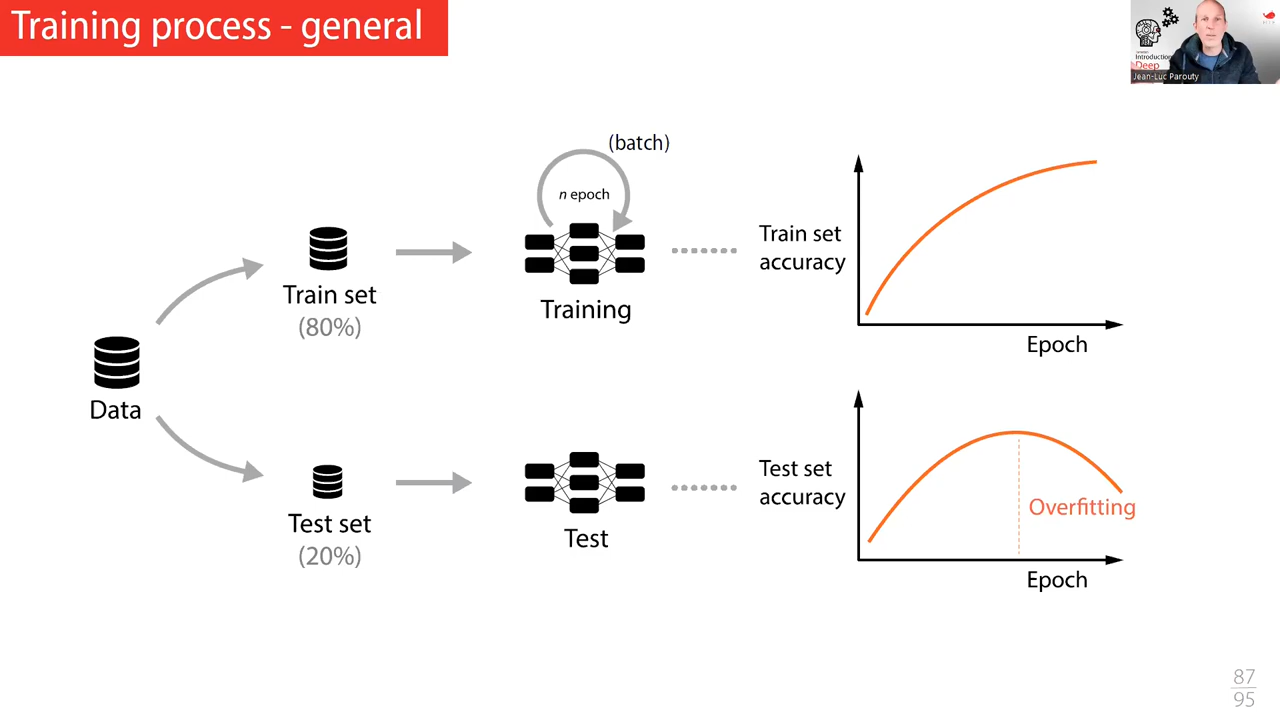 Training process - general
Introduction
Deep
Jean-Luc Parouty
(batch)
n epoch
Train set
(80%)
Training
Train set
accuracy
Epoch
Data
Test set
(20%)
Test
Test set
accuracy
Overfitting
Epoch
87
95